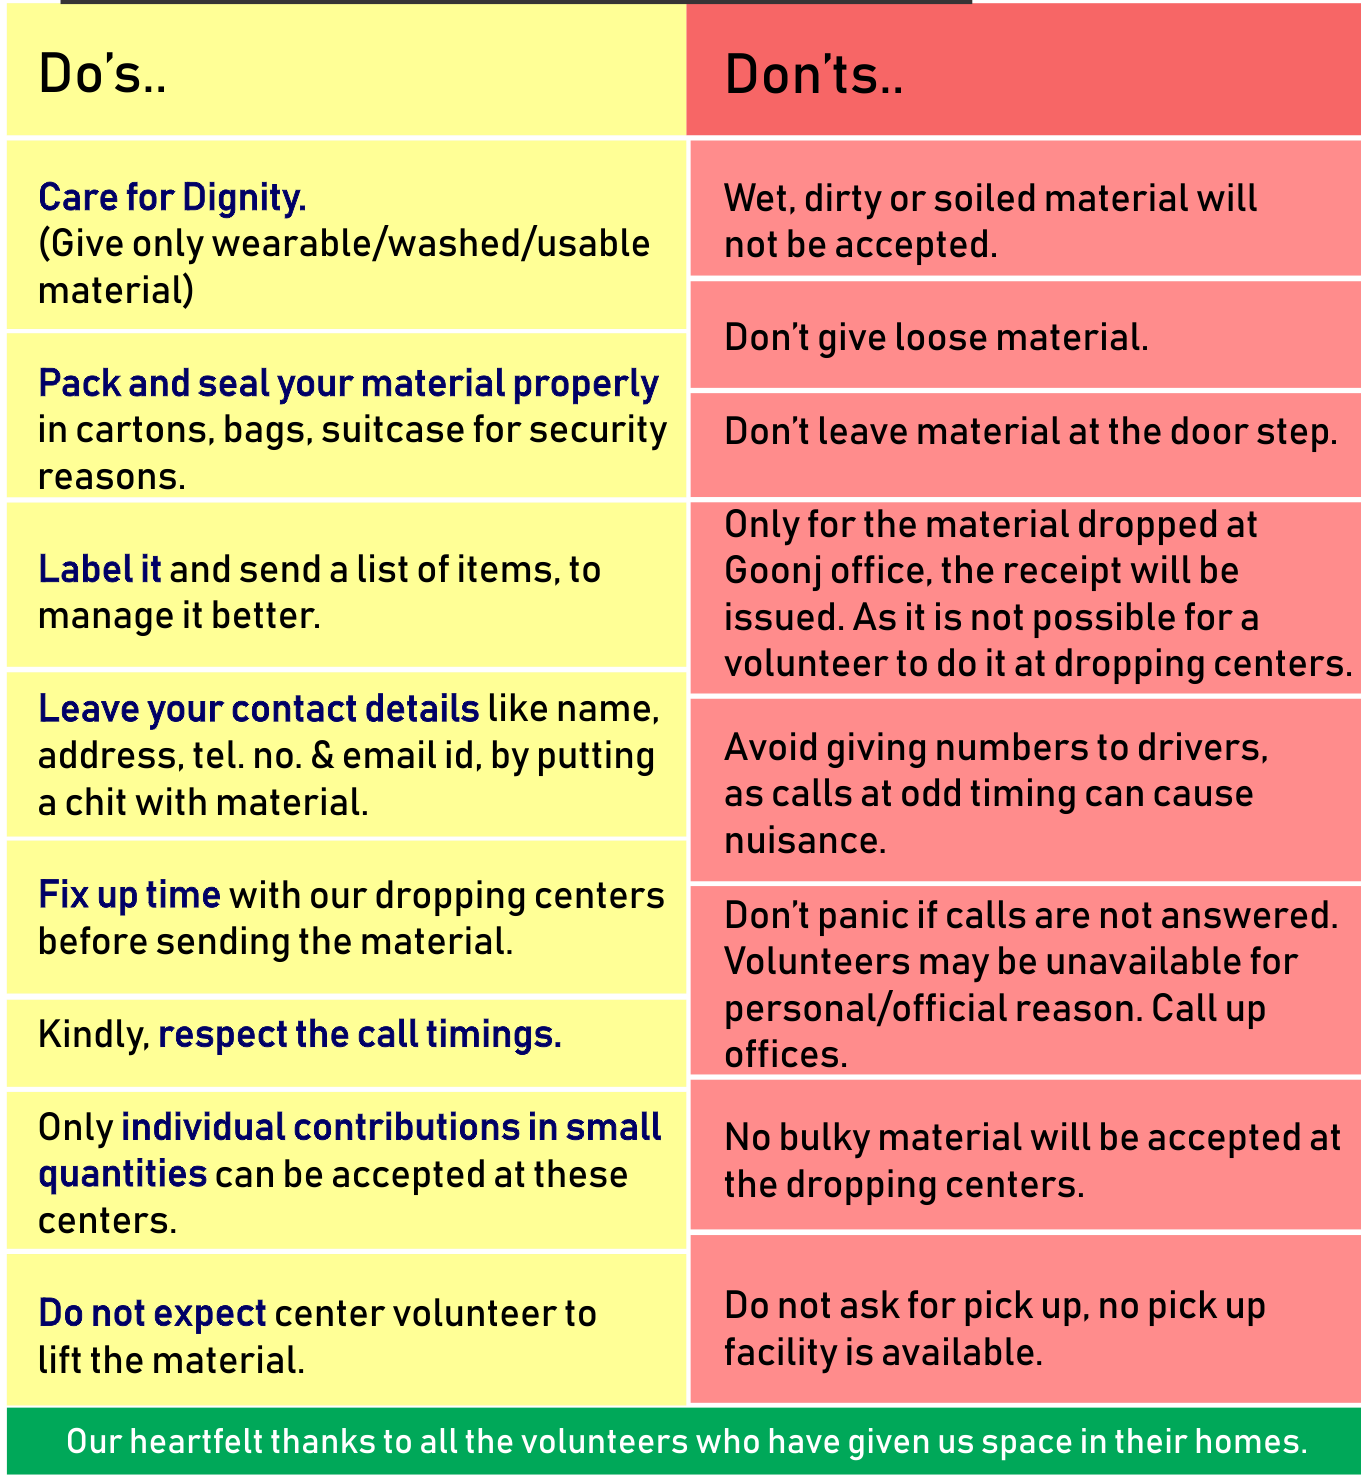 Do's..
Care for Dignity.
(Give only wearable/washed/usable
material)
Pack and seal your material properly
in cartons, bags, suitcase for security
reasons.
Label it and send a list of items, to
manage it better.
Leave your contact details like name,
address, tel. no. & email id, by putting
a chit with material.
Fix up time with our dropping centers
before sending the material.
Kindly, respect the call timings.
Only individual contributions in small
quantities can be accepted at these
centers.
Do not expect center volunteer to
lift the material.
Don'ts..
Wet, dirty or soiled material will
not be accepted.
Don't give loose material.
Don't leave material at the door step.
Only for the material dropped at
Goonj office, the receipt will be
issued. As it is not possible for a
volunteer to do it at dropping centers.
Avoid giving numbers to drivers,
as calls at odd timing can cause
nuisance.
Don't panic if calls are not answered.
Volunteers may be unavailable for
personal/official reason. Call up
offices.
No bulky material will be accepted at
the dropping centers.
Do not ask for pick up, no pick up
facility is available.
Our heartfelt thanks to all the volunteers who have given us space in their homes.